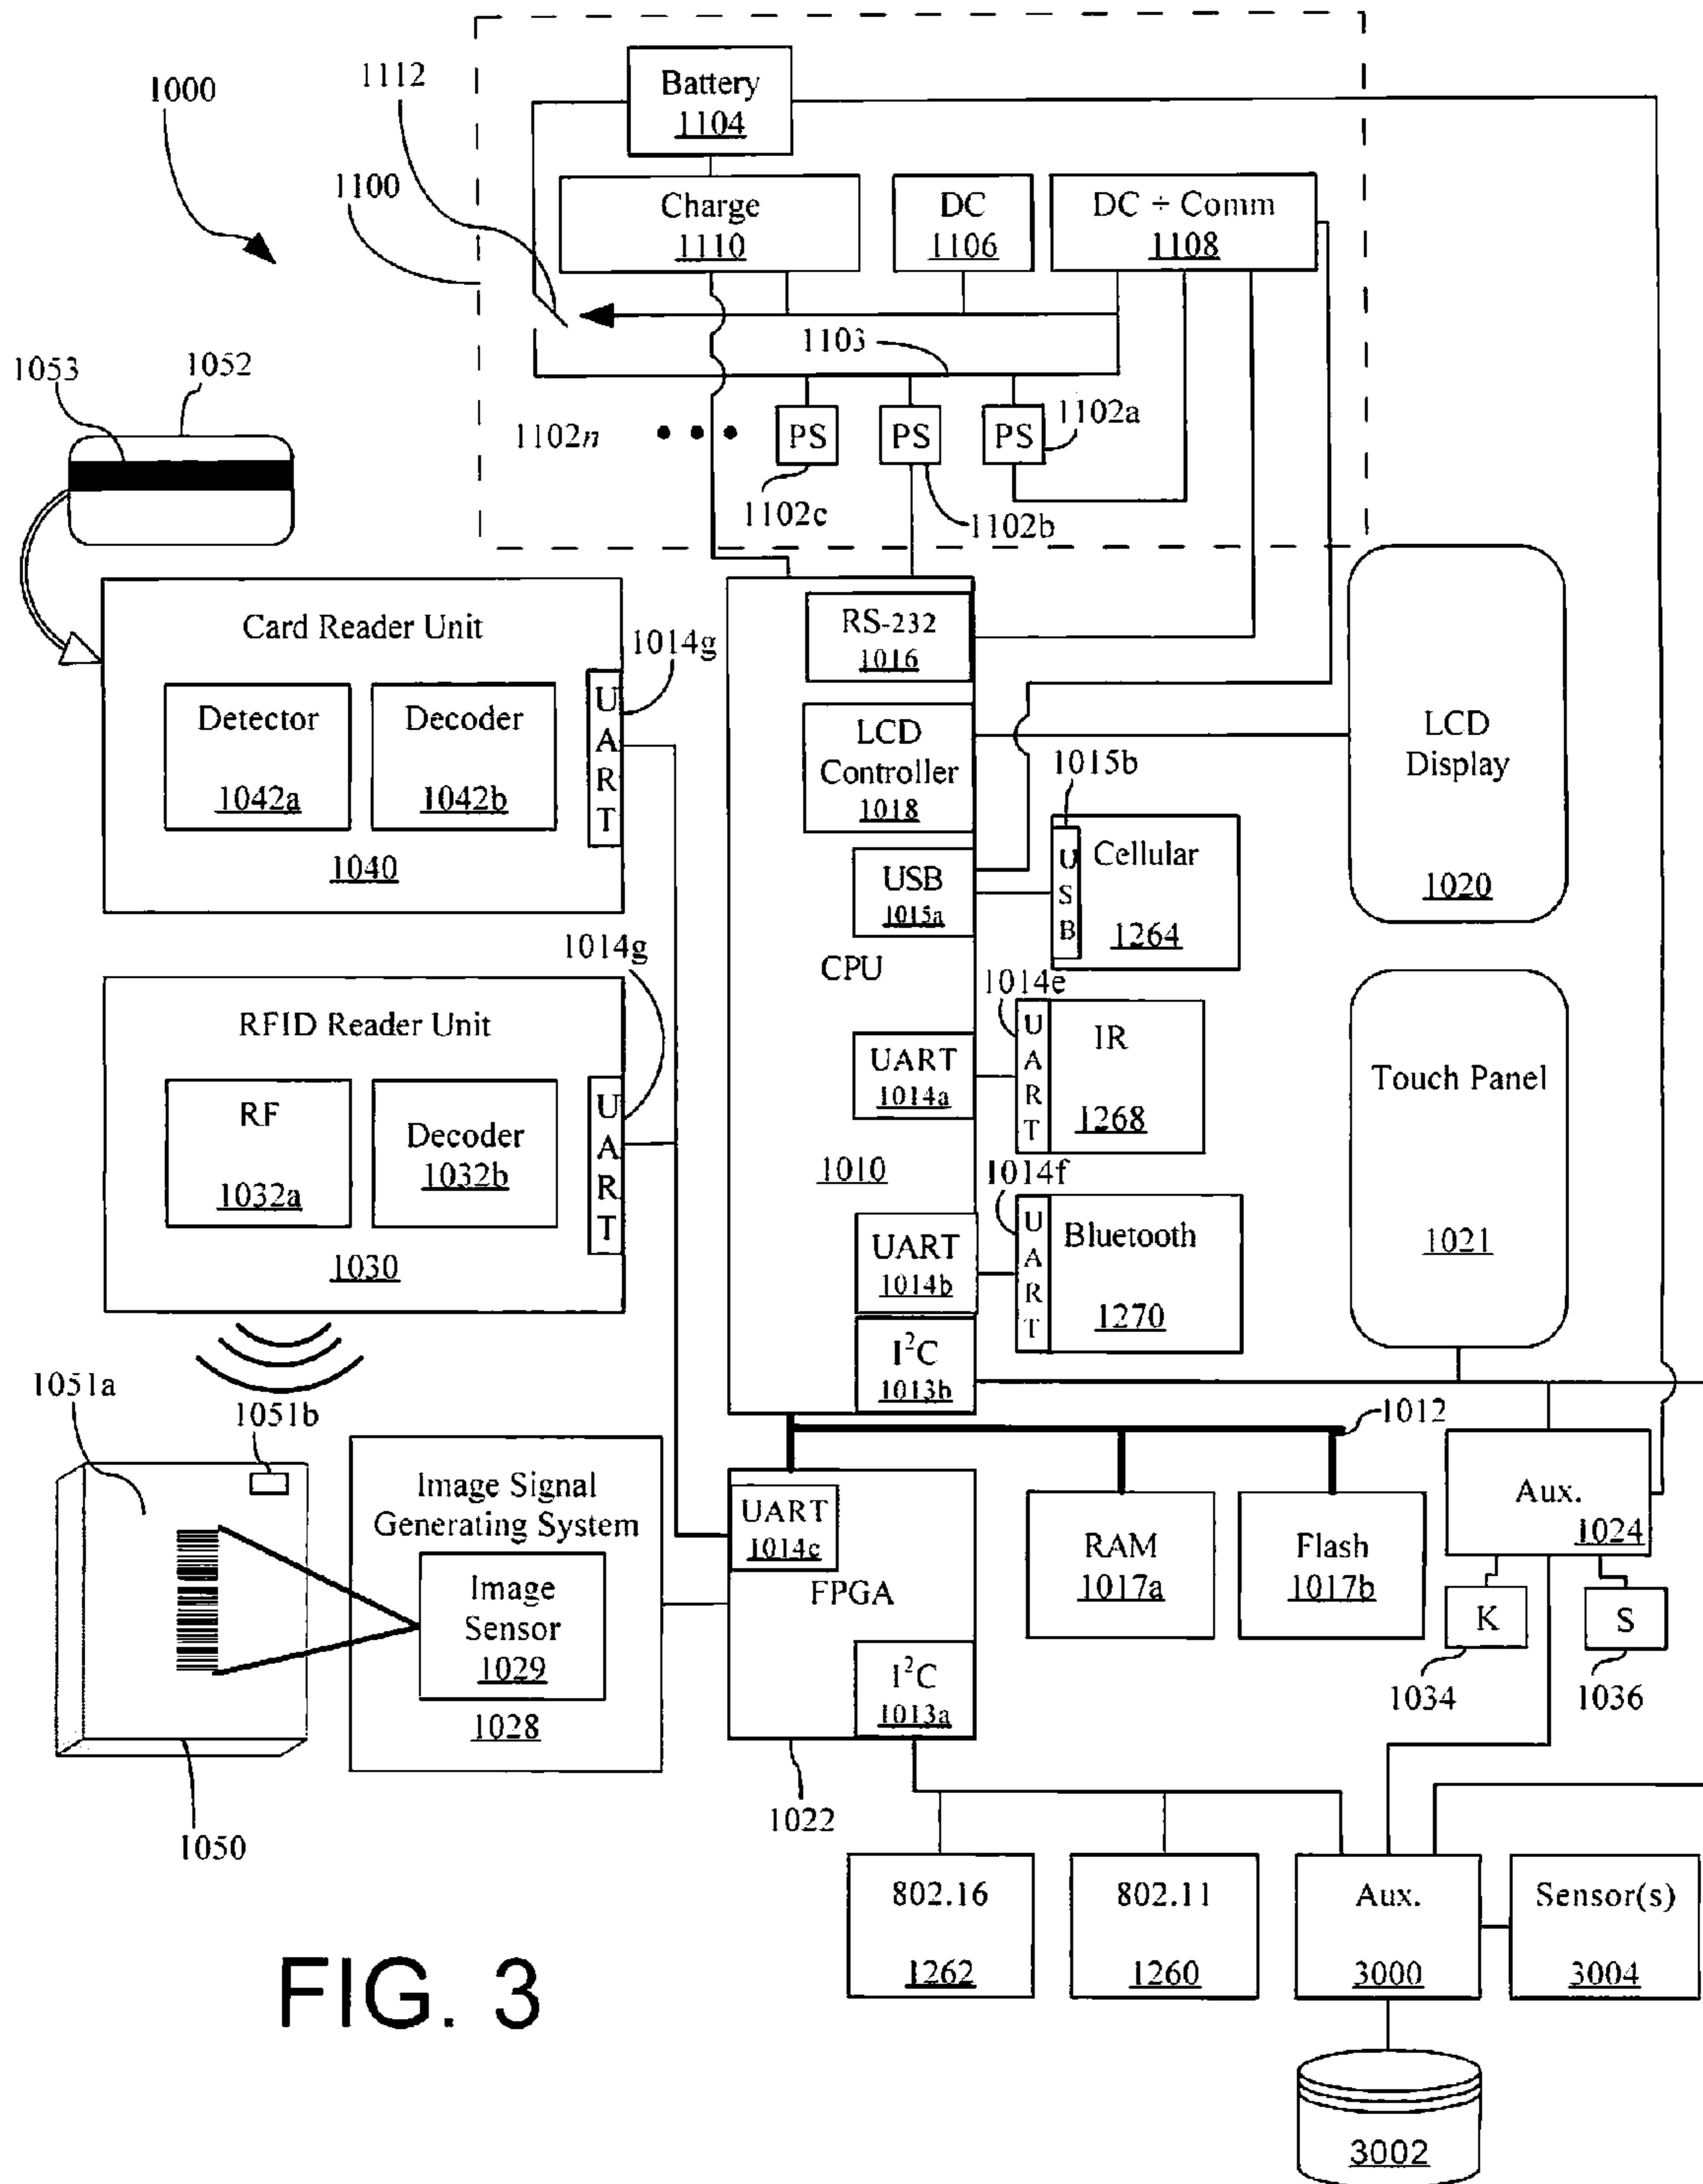 1000
1112
1100
Battery
1104
Charge
1110
DC
1106
DC + Comm
1108
1103
1102n
PS
PS
PS
1102a
1102c
1102b
1053
1052
Card Reader Unit
Detector
1042a
Decoder
1042b
1040
UART
1014g
RFID Reader Unit
RF
1032a
Decoder
1032b
1030
UART
1014g
RS-232
1016
LCD
Controller
1018
USB
1015a
CPU
UART
1014a
1010
UART
1014b
I²C
1013b
1015b
USB
Cellular
1264
1014e
UART
IR
1268
1014f
UART
Bluetooth
1270
LCD
Display
1020
Touch Panel
1021
1051a
1051b
1050
Image Signal
Generating System
Image
Sensor
1029
1028
UART
1014c
FPGA
I²C
1013a
1022
1012
RAM
1017a
Flash
1017b
Aux.
1024
K
S
1034
1036
802.16
1262
802.11
1260
Aux.
3000
Sensor(s)
3004
3002
FIG. 3